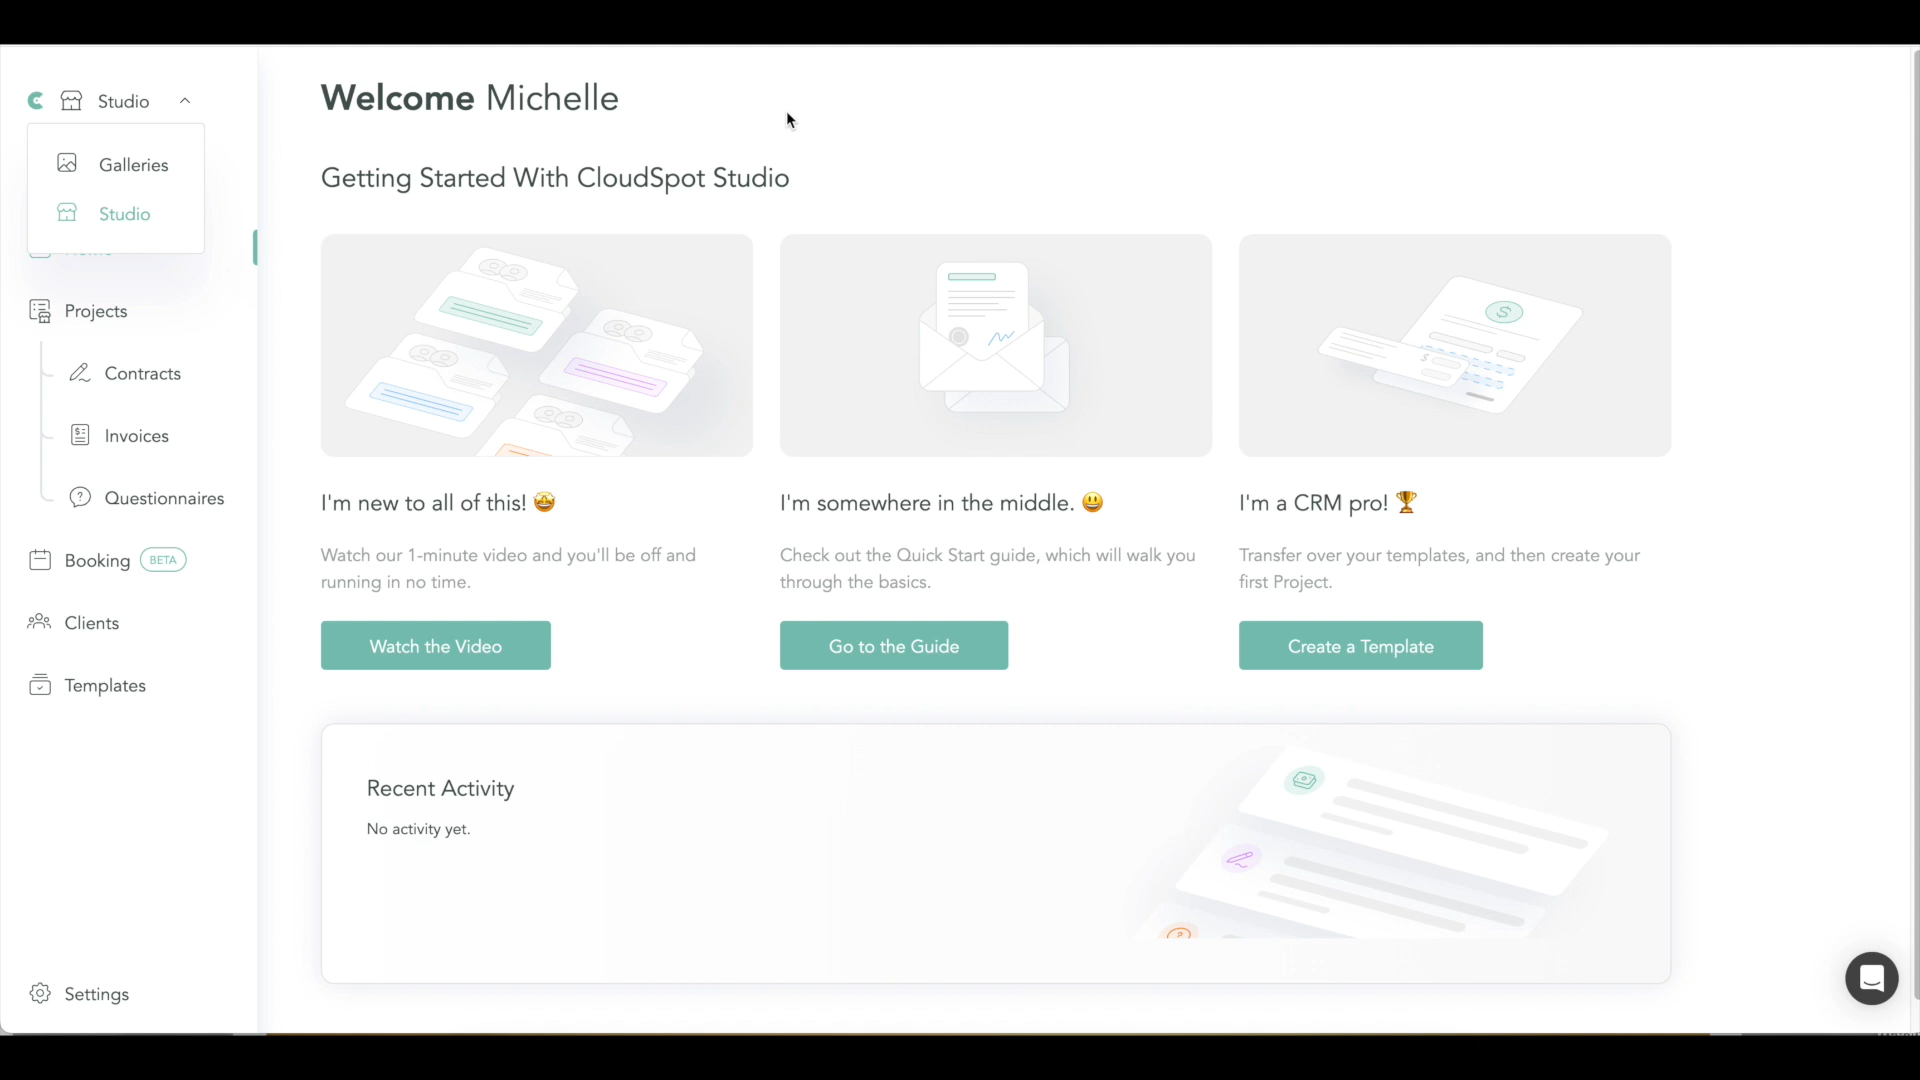 Studio
Galleries
Studio
Projects
Contracts
Invoices
Questionnaires
Booking BETA
Clients
Templates
Settings
Welcome Michelle
Getting Started With CloudSpot Studio
I'm new to all of this! 🤩
Watch our 1-minute video and you'll be off and
running in no time.
Watch the Video
I'm somewhere in the middle. 😃
Check out the Quick Start guide, which will walk you
through the basics.
Go to the Guide
I'm a CRM pro! 🏆
Transfer over your templates, and then create your
first Project.
Create a Template
Recent Activity
No activity yet.